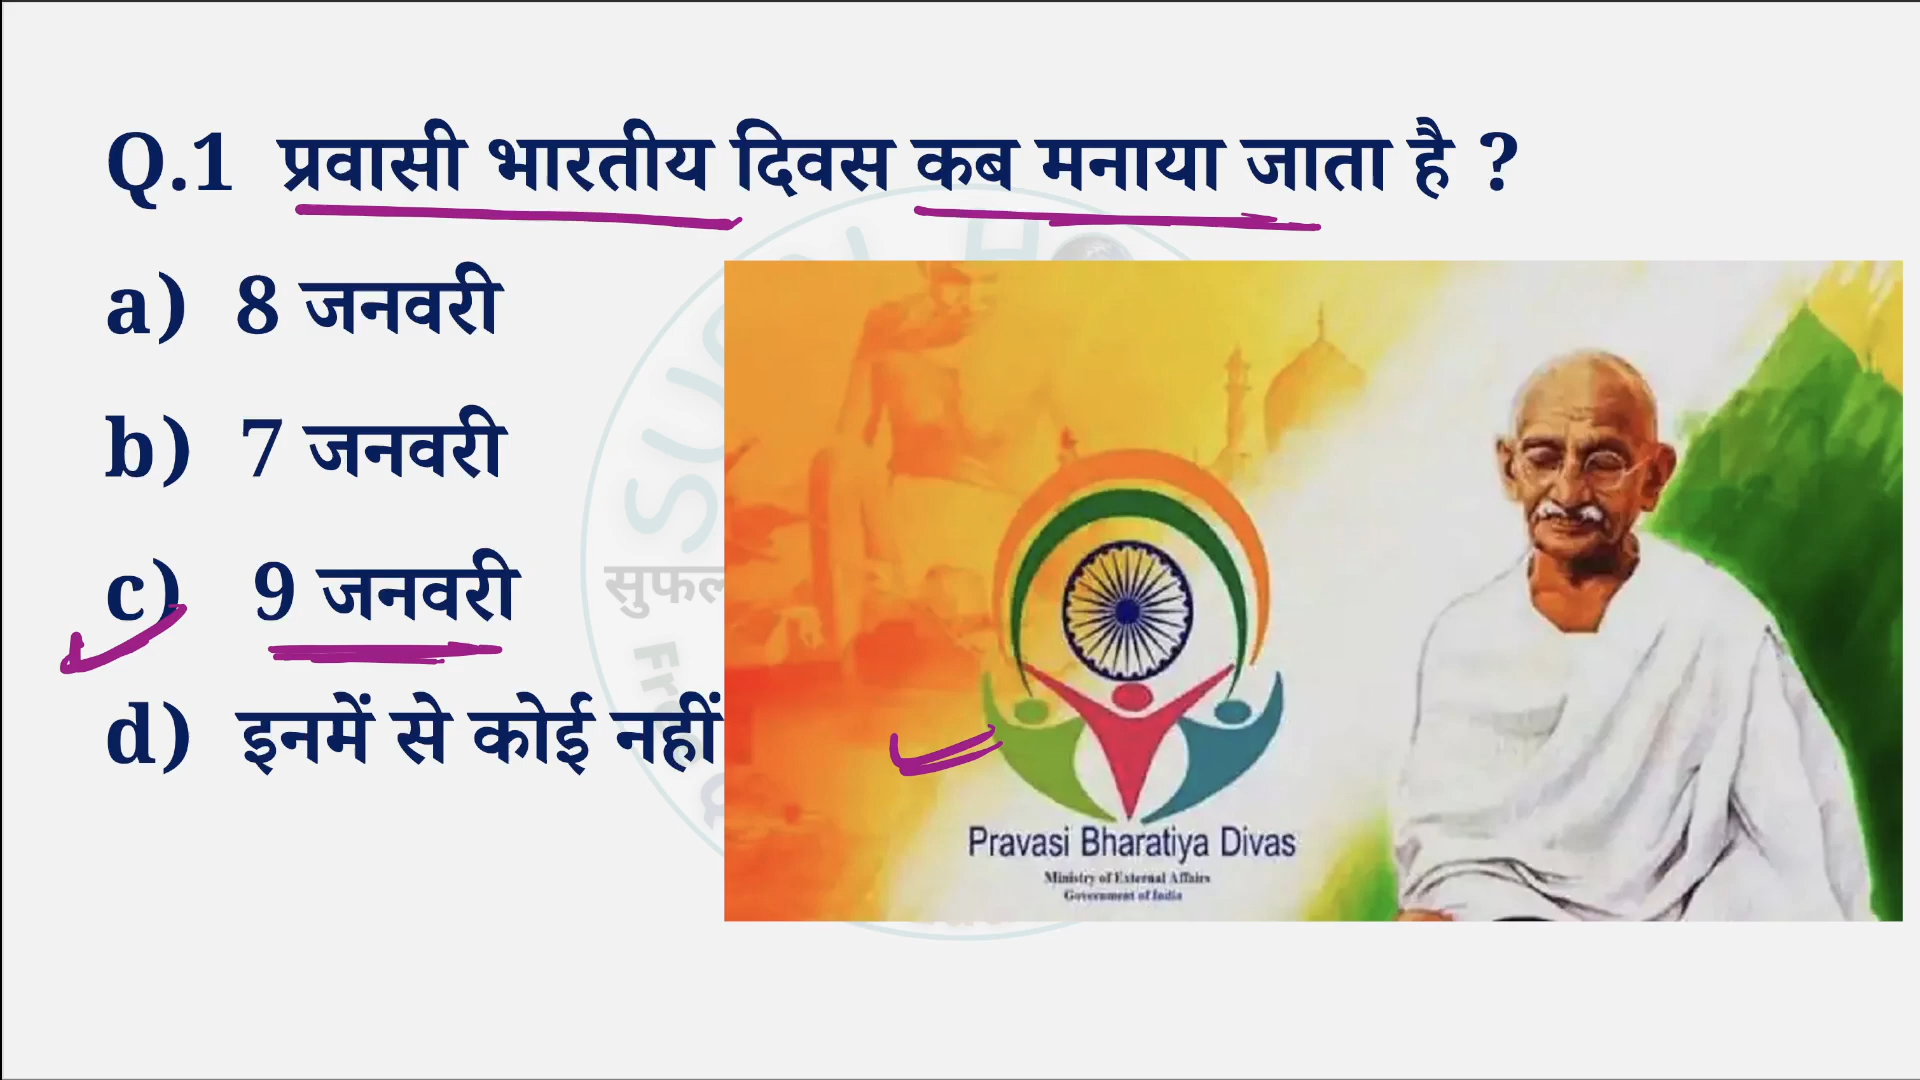 Q.1 प्रवासी भारतीय दिवस कब मनाया जाता है ?
a) 8 जनवरी
b) 7 जनवरी
c) 9 जनवरी
d) इनमें से कोई नहीं
Pravasi Bharatiya Divas
Ministry of External Affairs
Government of India